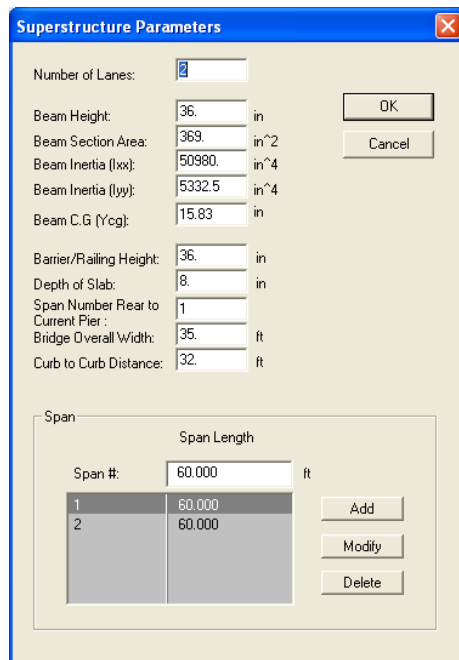 Superstructure Parameters
Number of Lanes: 2
OK
Cancel
Beam Height: 36. in
Beam Section Area: 369. in^2
Beam Inertia (Ixx): 50980. in^4
Beam Inertia (Iyy): 5332.5 in^4
Beam C.G (Ycg): 15.83 in
Barrier/Railing Height: 36. in
Depth of Slab: 8. in
Span Number Rear to
Current Pier : 1
Bridge Overall Width: 35. ft
Curb to Curb Distance: 32. ft
Span
Span Length
Span #: 60.000 ft
1 60.000
2 60.000
Add
Modify
Delete